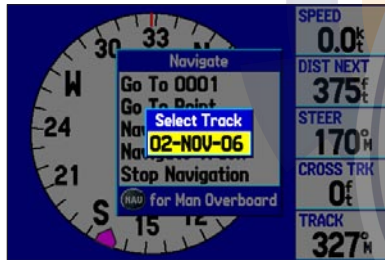 33
30
W
24
21
S
15
12
Navigate
Go To 0001
Go To Point
Select Track
02-NOV-06
Stop Navigation
NAV for Man Overboard
SPEED
0.0kt
DIST NEXT
375ft
STEER
170°M
CROSS TRK
0ft
TRACK
327°M